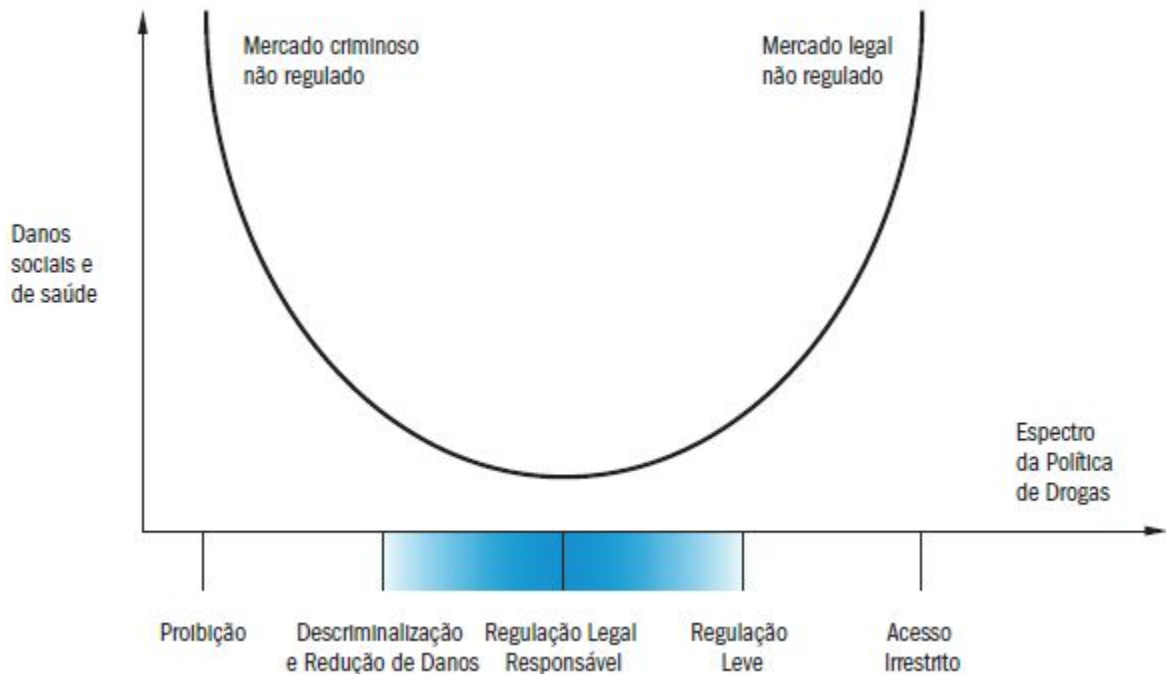 Mercado criminoso
não regulado
Mercado legal
não regulado
Danos
sociais e
de saúde
Espectro
da Política
de Drogas
Proibição
Descriminalização
e Redução de Danos
Regulação Legal
Responsável
Regulação
Leve
Acesso
Irrestrito